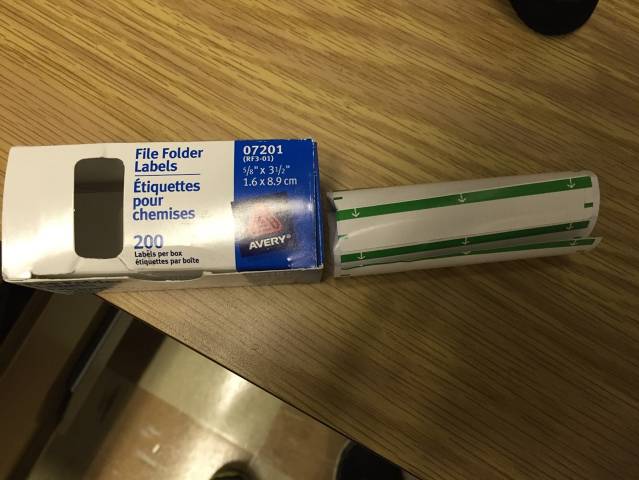 File Folder
Labels
Étiquettes
pour
chemises
200
Labels per box
étiquettes par boîte
07201
(RF3-01)
5/8" x 3 1/2"
1.6 x 8.9 cm
AVERY®